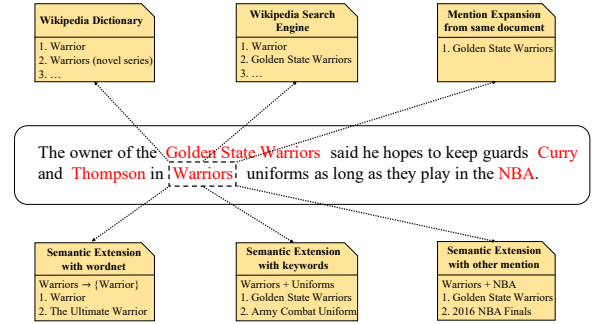 Wikipedia Dictionary
1. Warrior
2. Warriors (novel series)
3. …
Wikipedia Search
Engine
1. Warrior
2. Golden State Warriors
3. …
Mention Expansion
from same document
1. Golden State Warriors
The owner of the Golden State Warriors said he hopes to keep guards Curry
and Thompson in Warriors uniforms as long as they play in the NBA.
Semantic Extension
with wordnet
Warriors → {Warrior}
1. Warrior
2. The Ultimate Warrior
Semantic Extension
with keywords
Warriors + Uniforms
1. Golden State Warriors
2. Army Combat Uniform
Semantic Extension
with other mention
Warriors + NBA
1. Golden State Warriors
2. 2016 NBA Finals